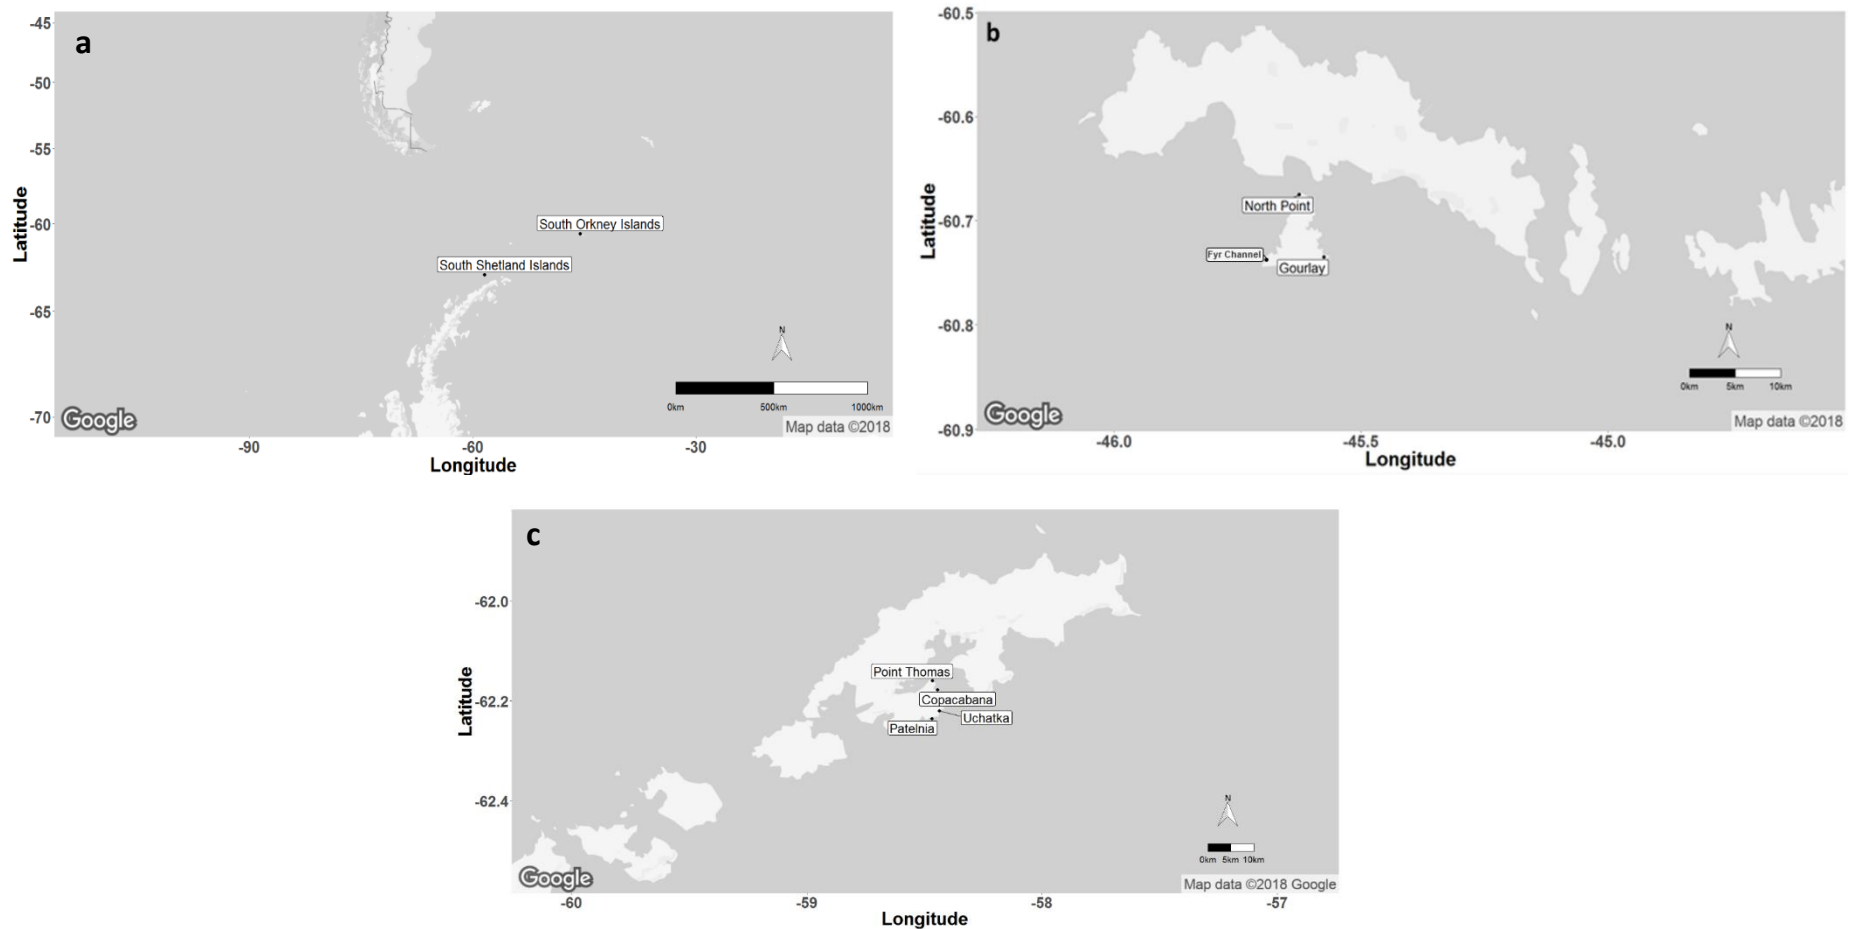 a
-45
-50
-55
-60
-65
-70
Latitude
South Orkney Islands
South Shetland Islands
N
0km 500km 1000km
Google
Map data ©2018
-90 -60 -30
Longitude
b
-60.5
-60.6
-60.7
-60.8
-60.9
Latitude
North Point
Fyr Channel
Gourlay
N
0km 5km 10km
Google
Map data ©2018
-46.0 -45.5 -45.0
Longitude
c
-62.0
-62.2
-62.4
Latitude
Point Thomas
Copacabana
Uchatka
Patelnia
N
0km 5km 10km
Google
Map data ©2018 Google
-60 -59 -58 -57
Longitude